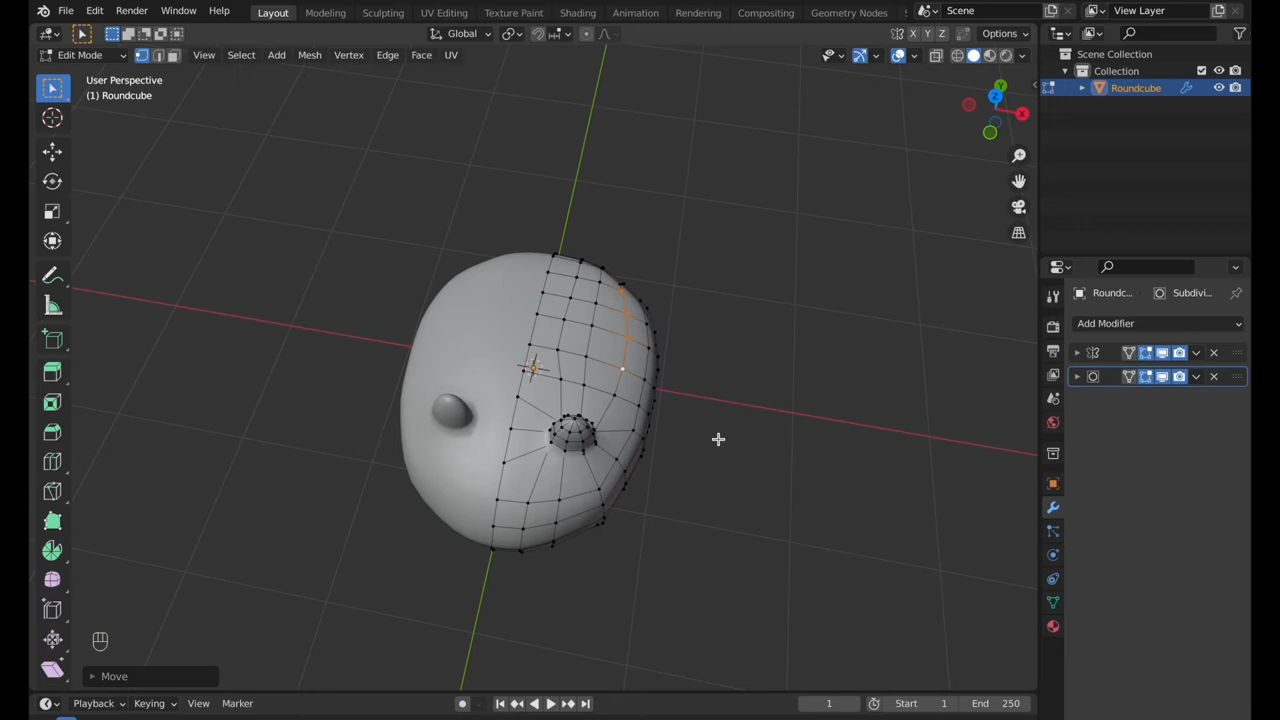 File Edit Render Window Help Layout Modeling Sculpting UV Editing Texture Paint Shading Animation Rendering Compositing Geometry Nodes Scene View Layer
Global X Y Z Options
Edit Mode View Select Add Mesh Vertex Edge Face UV
Scene Collection
Collection
Roundcube
User Perspective
(1) Roundcube
Y
Z
X
Roundc... Subdivi...
Add Modifier
Move
Playback Keying View Marker 1 Start 1 End 250